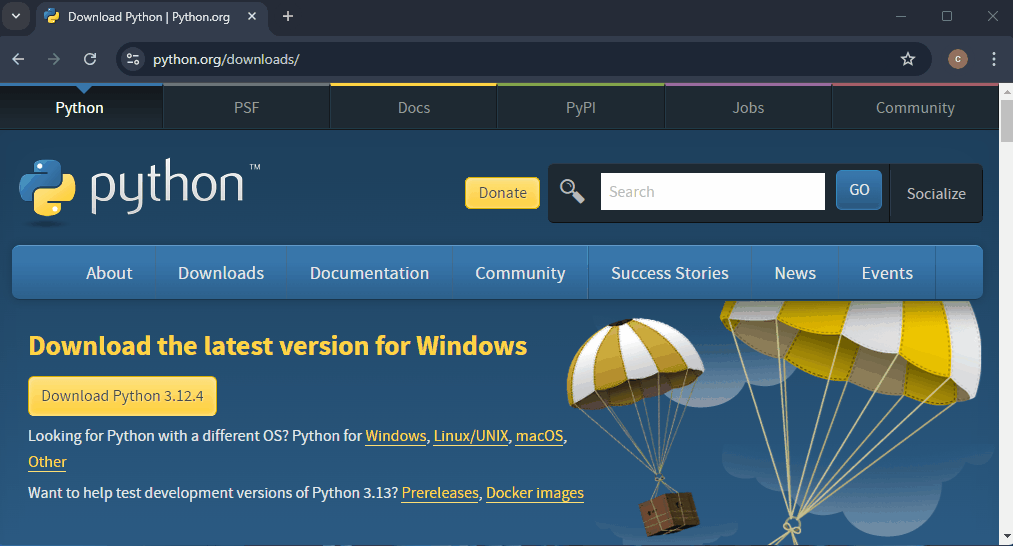 Download Python | Python.org
python.org/downloads/
c
Python PSF Docs PyPI Jobs Community
python™
Donate Search GO Socialize
About Downloads Documentation Community Success Stories News Events
Download the latest version for Windows
Download Python 3.12.4
Looking for Python with a different OS? Python for Windows, Linux/UNIX, macOS,
Other
Want to help test development versions of Python 3.13? Prereleases, Docker images